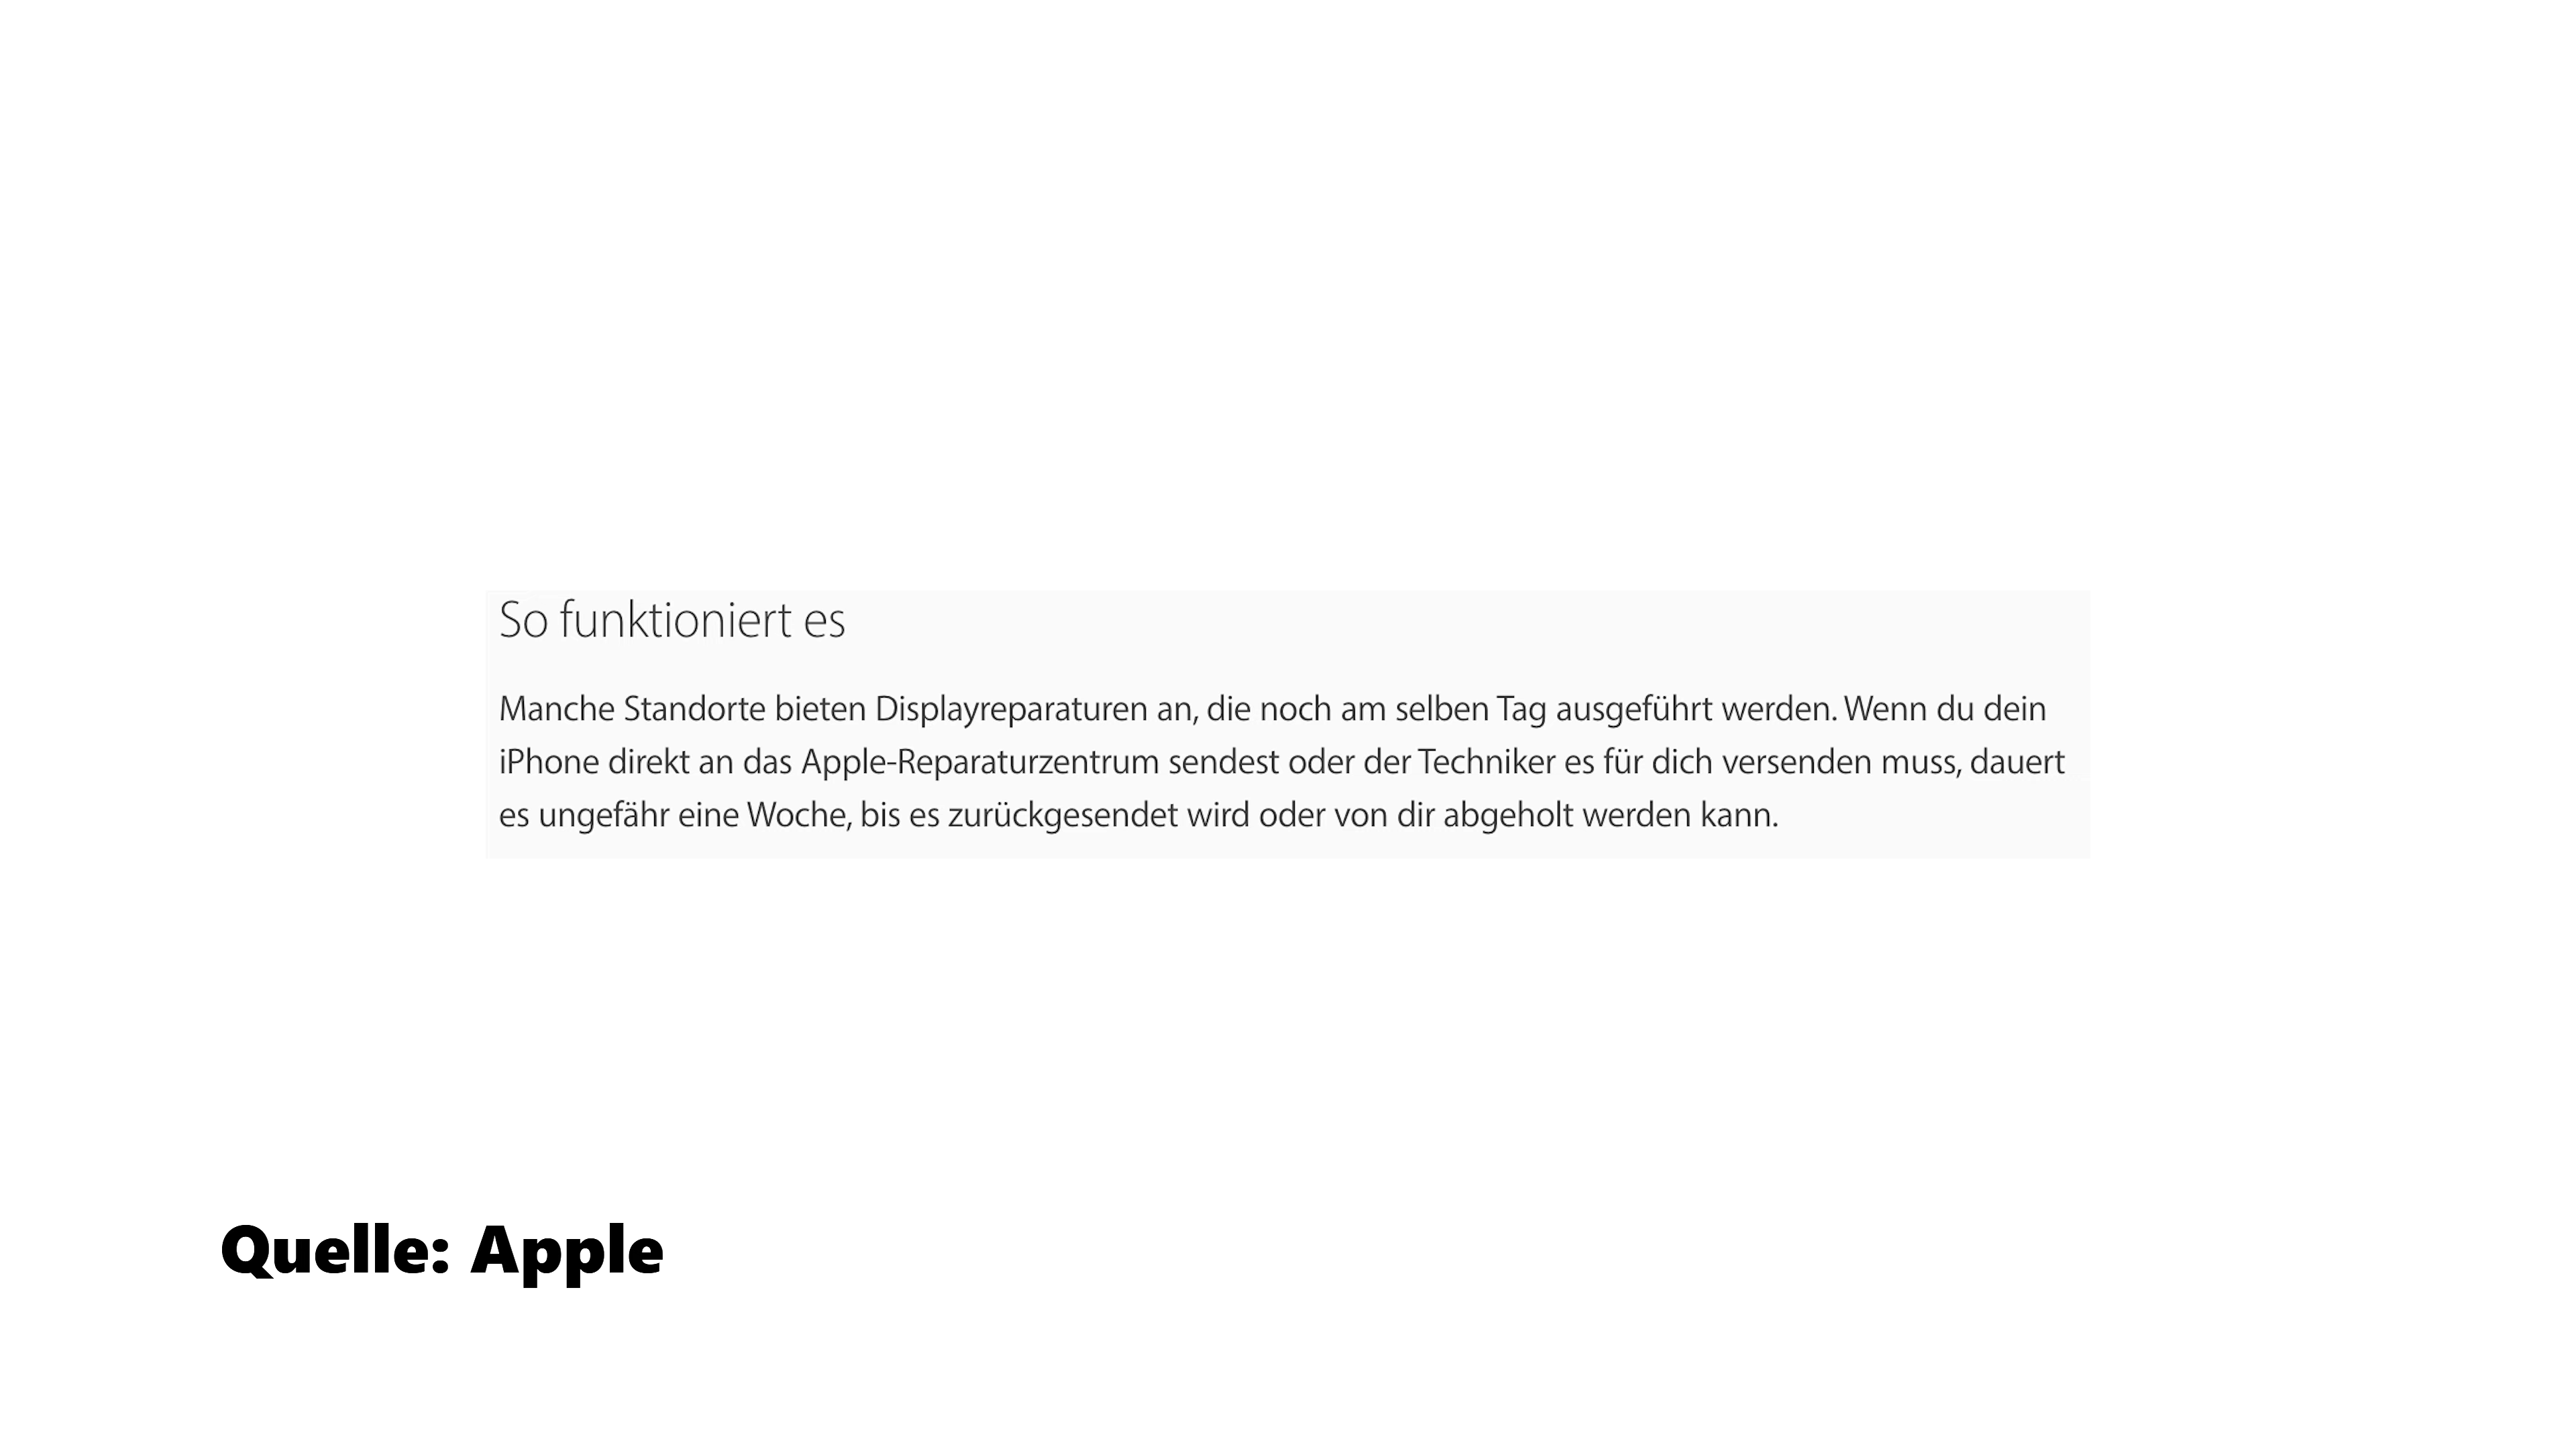 So funktioniert es
Manche Standorte bieten Displayreparaturen an, die noch am selben Tag ausgeführt werden. Wenn du dein
iPhone direkt an das Apple-Reparaturzentrum sendest oder der Techniker es für dich versenden muss, dauert
es ungefähr eine Woche, bis es zurückgesendet wird oder von dir abgeholt werden kann.
Quelle: Apple